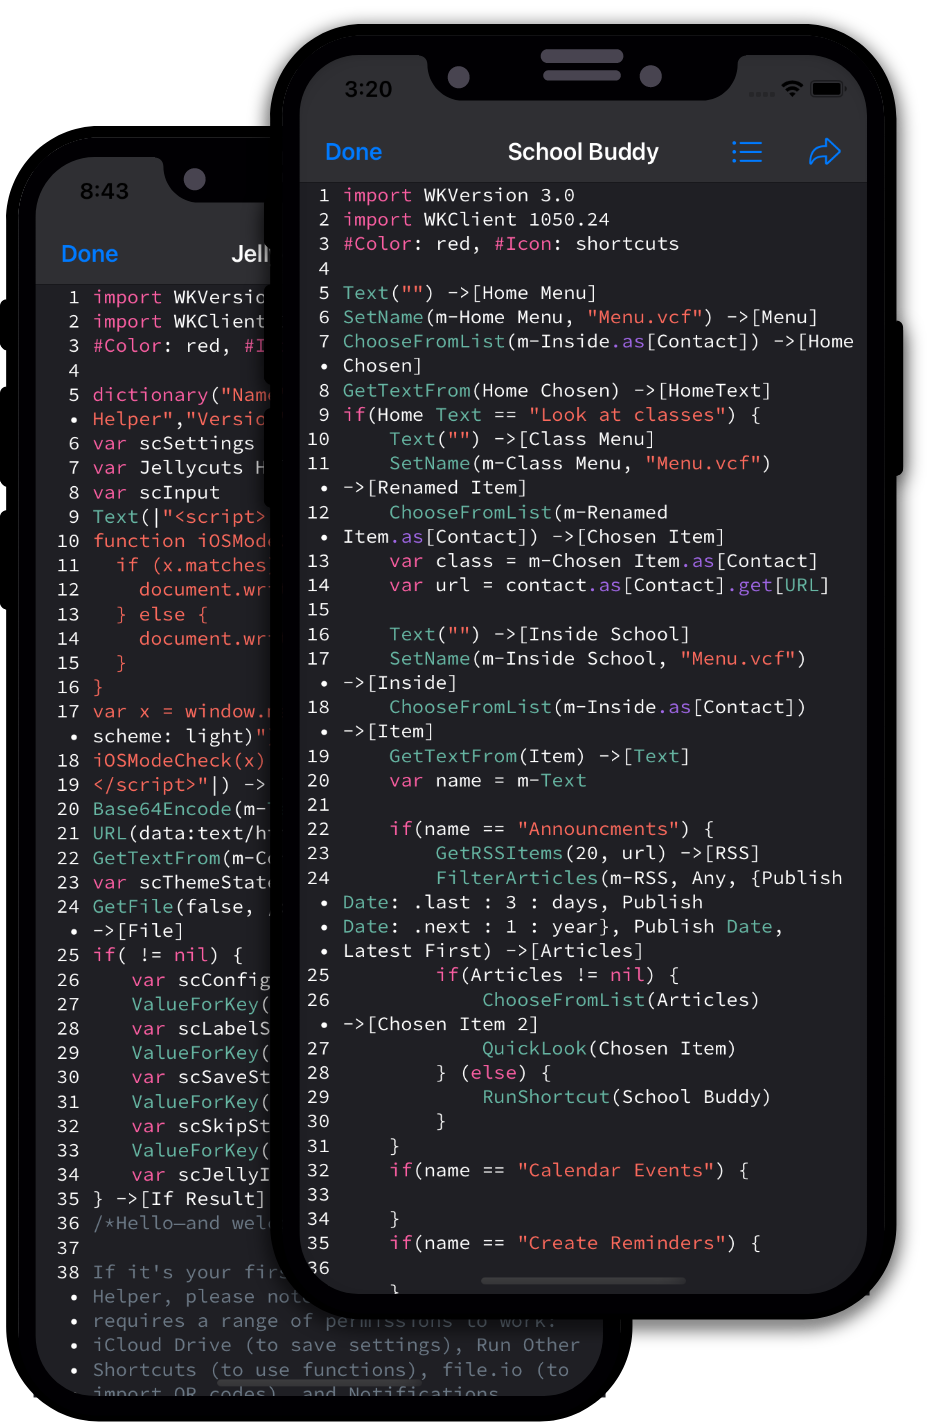 3:20
Done School Buddy
1 import WKVersion 3.0
2 import WKClient 1050.24
3 #Color: red, #Icon: shortcuts
4
5 Text("") ->[Home Menu]
6 SetName(m-Home Menu, "Menu.vcf") ->[Menu]
7 ChooseFromList(m-Inside.as[Contact]) ->[Home
• Chosen]
8 GetTextFrom(Home Chosen) ->[HomeText]
9 if(Home Text == "Look at classes") {
10 Text("") ->[Class Menu]
11 SetName(m-Class Menu, "Menu.vcf")
• ->[Renamed Item]
12 ChooseFromList(m-Renamed
• Item.as[Contact]) ->[Chosen Item]
13 var class = m-Chosen Item.as[Contact]
14 var url = contact.as[Contact].get[URL]
15
16 Text("") ->[Inside School]
17 SetName(m-Inside School, "Menu.vcf")
• ->[Inside]
18 ChooseFromList(m-Inside.as[Contact])
• ->[Item]
19 GetTextFrom(Item) ->[Text]
20 var name = m-Text
21
22 if(name == "Announcments") {
23 GetRSSItems(20, url) ->[RSS]
24 FilterArticles(m-RSS, Any, {Publish
• Date: .last : 3 : days, Publish
• Date: .next : 1 : year}, Publish Date,
• Latest First) ->[Articles]
25 if(Articles != nil) {
26 ChooseFromList(Articles)
• ->[Chosen Item 2]
27 QuickLook(Chosen Item)
28 } (else) {
29 RunShortcut(School Buddy)
30 }
31 }
32 if(name == "Calendar Events") {
33
34 }
35 if(name == "Create Reminders") {
36
}
8:43
Done
1 import WKVersio
2 import WKClient
3 #Color: red, #I
4
5 dictionary("Name
• Helper","Versio
6 var scSettings
7 var Jellycuts H
8 var scInput
9 Text(|"<script>
10 function iOSMode
11 if (x.matches)
12 document.wri
13 } else {
14 document.wri
15 }
16 }
17 var x = window.m
• scheme: light)")
18 iOSModeCheck(x)
19 </script>"|) ->
20 Base64Encode(m-
21 URL(data:text/ht
22 GetTextFrom(m-Co
23 var scThemeState
24 GetFile(false, /
• ->[File]
25 if( != nil) {
26 var scConfig
27 ValueForKey(
28 var scLabelS
29 ValueForKey(
30 var scSaveSt
31 ValueForKey(
32 var scSkipSt
33 ValueForKey(
34 var scJellyI
35 } ->[If Result]
36 /*Hello—and welc
37
38 If it's your firs
• Helper, please note
• requires a range of permissions to work:
• iCloud Drive (to save settings), Run Other
• Shortcuts (to use functions), file.io (to
• import QR codes), and Notifications